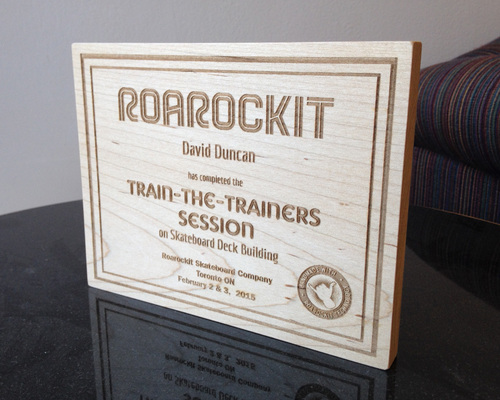 ROAROCKIT
David Duncan
has completed the
TRAIN-THE-TRAINERS
SESSION
on Skateboard Deck Building
Roarockit Skateboard Company
Toronto ON
February 2 & 3, 2015